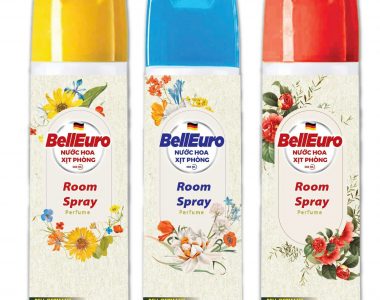 BellEuro
NƯỚC HOA
XỊT PHÒNG
Room
Spray
Perfume
BellEuro
NƯỚC HOA
XỊT PHÒNG
Room
Spray
Perfume
BellEuro
NƯỚC HOA
XỊT PHÒNG
Room
Spray
Perfume